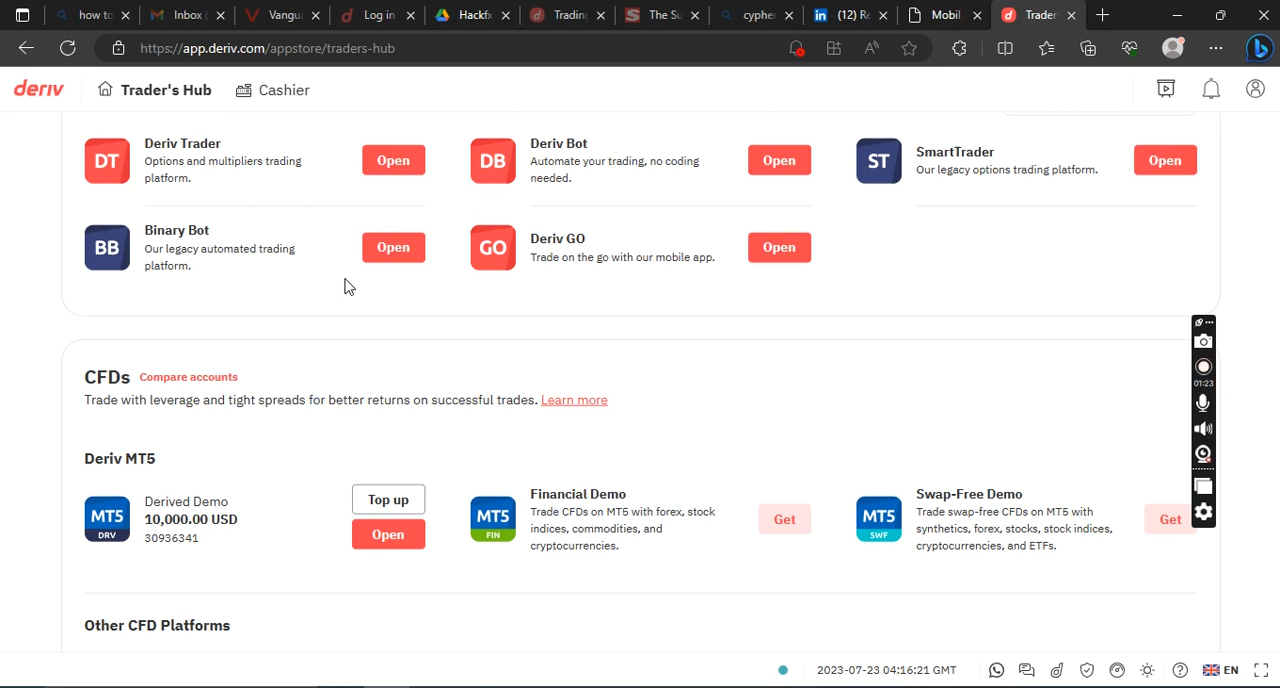 how to
Inbox (
Vangu
Log in
Hackfx
Trading
The Su
cyphe
(12) Re
Mobil
Trader
https://app.deriv.com/appstore/traders-hub
deriv
Trader's Hub
Cashier
DT
Deriv Trader
Options and multipliers trading
platform.
Open
DB
Deriv Bot
Automate your trading, no coding
needed.
Open
ST
SmartTrader
Our legacy options trading platform.
Open
BB
Binary Bot
Our legacy automated trading
platform.
Open
GO
Deriv GO
Trade on the go with our mobile app.
Open
CFDs Compare accounts
Trade with leverage and tight spreads for better returns on successful trades. Learn more
01:23
Deriv MT5
MT5
DRV
Derived Demo
10,000.00 USD
30936341
Top up
Open
MT5
FIN
Financial Demo
Trade CFDs on MT5 with forex, stock
indices, commodities, and
cryptocurrencies.
Get
MT5
SWF
Swap-Free Demo
Trade swap-free CFDs on MT5 with
synthetics, forex, stocks, stock indices,
cryptocurrencies, and ETFs.
Get
Other CFD Platforms
2023-07-23 04:16:21 GMT
EN